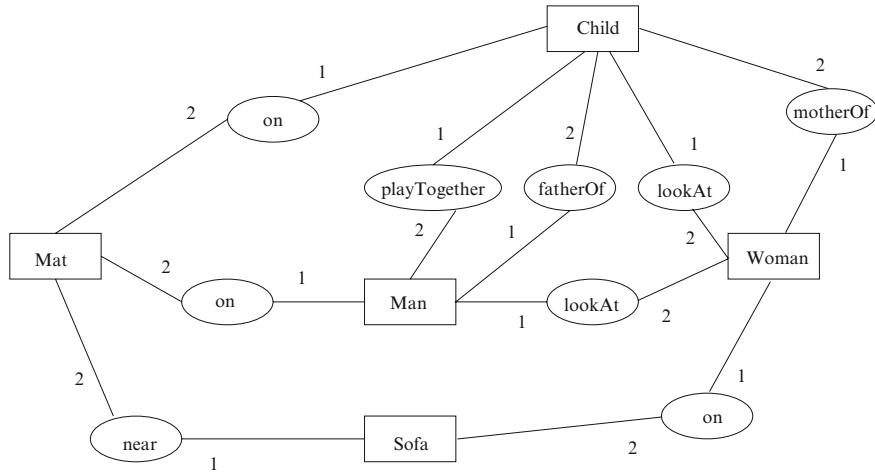 Child
1
2
2
on
motherOf
1
2
1
1
playTogether
fatherOf
lookAt
2
1
2
Mat
Woman
2
1
on
Man
lookAt
1
2
2
1
near
Sofa
on
1
2